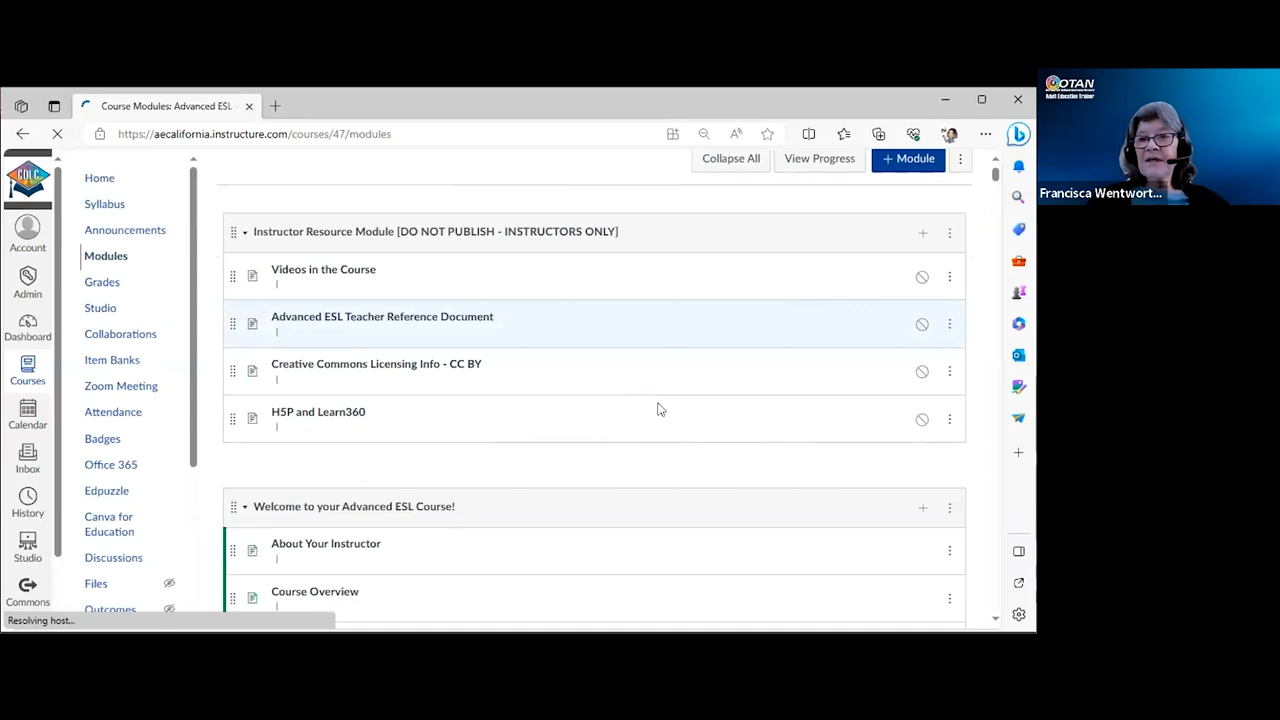 Course Modules: Advanced ESL
https://aecalifornia.instructure.com/courses/47/modules
CDLC
Account
Admin
Dashboard
Courses
Calendar
Inbox
History
Studio
Commons
Home
Syllabus
Announcements
Modules
Grades
Studio
Collaborations
Item Banks
Zoom Meeting
Attendance
Badges
Office 365
Edpuzzle
Canva for
Education
Discussions
Files
Outcomes
Collapse All
View Progress
+ Module
Instructor Resource Module [DO NOT PUBLISH - INSTRUCTORS ONLY]
Videos in the Course
Advanced ESL Teacher Reference Document
Creative Commons Licensing Info - CC BY
H5P and Learn360
Welcome to your Advanced ESL Course!
About Your Instructor
Course Overview
Resolving host...
OTAN
Adult Education Trainer
Francisca Wentwort...